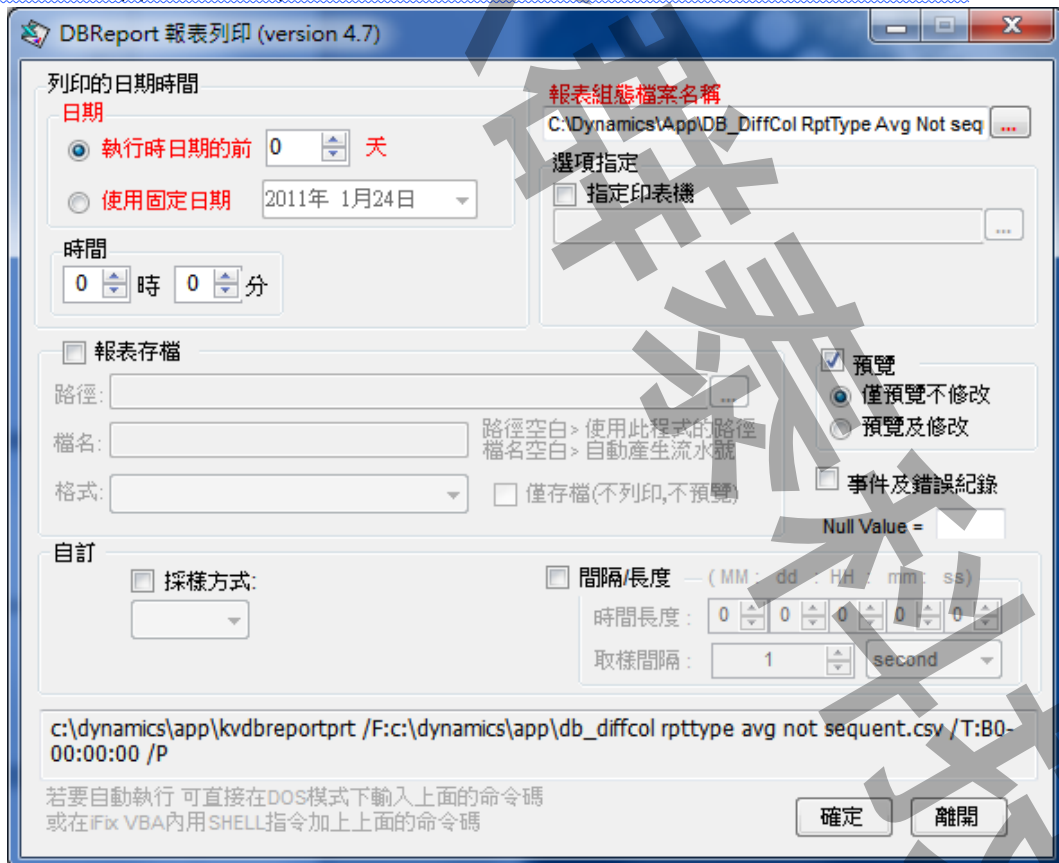 DBReport 報表列印 (version 4.7)
列印的日期時間
日期
執行時日期的前 0 天
使用固定日期 2011年 1月24日
時間
0 時 0 分
報表組態檔案名稱
C:\Dynamics\App\DB_DiffCol RptType Avg Not seq ...
選項指定
指定印表機
...
報表存檔
路徑: ...
檔名:
路徑空白> 使用此程式的路徑
檔名空白> 自動產生流水號
格式: 僅存檔(不列印,不預覽)
預覽
僅預覽不修改
預覽及修改
事件及錯誤紀錄
Null Value =
自訂
採樣方式:
間隔/長度 (MM : dd : HH : mm : ss)
時間長度 : 0 0 0 0 0
取樣間隔 : 1 second
c:\dynamics\app\kvdbreportprt /F:c:\dynamics\app\db_diffcol rpttype avg not sequent.csv /T:B0-
00:00:00 /P
若要自動執行 可直接在DOS模式下輸入上面的命令碼
或在iFix VBA內用SHELL指令加上上面的命令碼
確定 離開